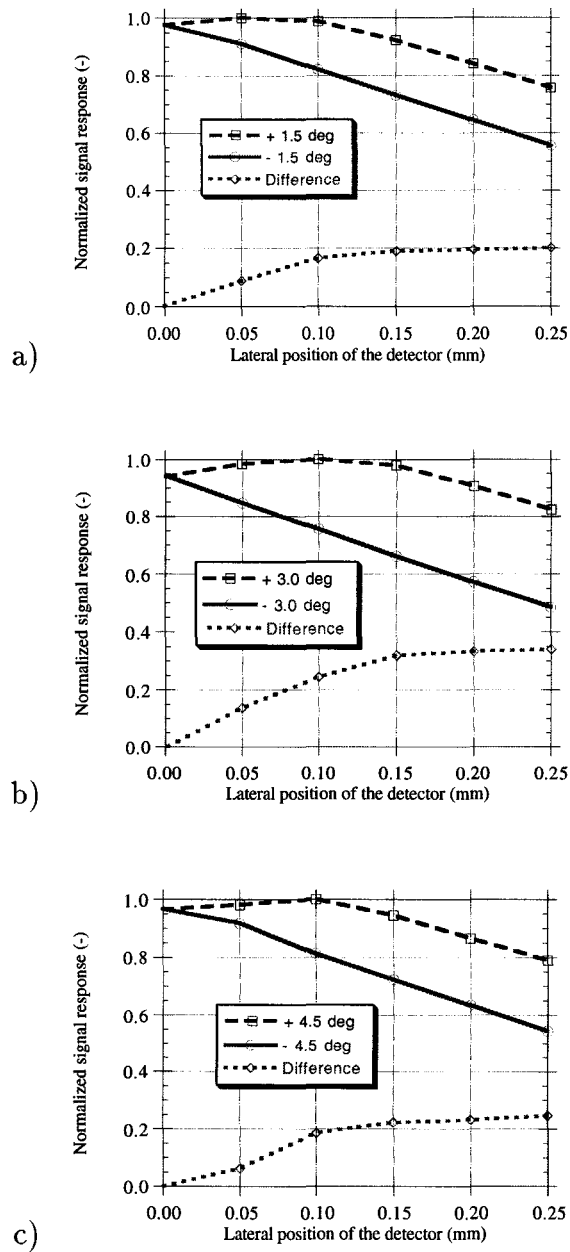 a)
Normalized signal response (-)
1.0
0.8
0.6
0.4
0.2
0.0
+ 1.5 deg
- 1.5 deg
Difference
0.00 0.05 0.10 0.15 0.20 0.25
Lateral position of the detector (mm)
b)
Normalized signal response (-)
1.0
0.8
0.6
0.4
0.2
0.0
+ 3.0 deg
- 3.0 deg
Difference
0.00 0.05 0.10 0.15 0.20 0.25
Lateral position of the detector (mm)
c)
Normalized signal response (-)
1.0
0.8
0.6
0.4
0.2
0.0
+ 4.5 deg
- 4.5 deg
Difference
0.00 0.05 0.10 0.15 0.20 0.25
Lateral position of the detector (mm)